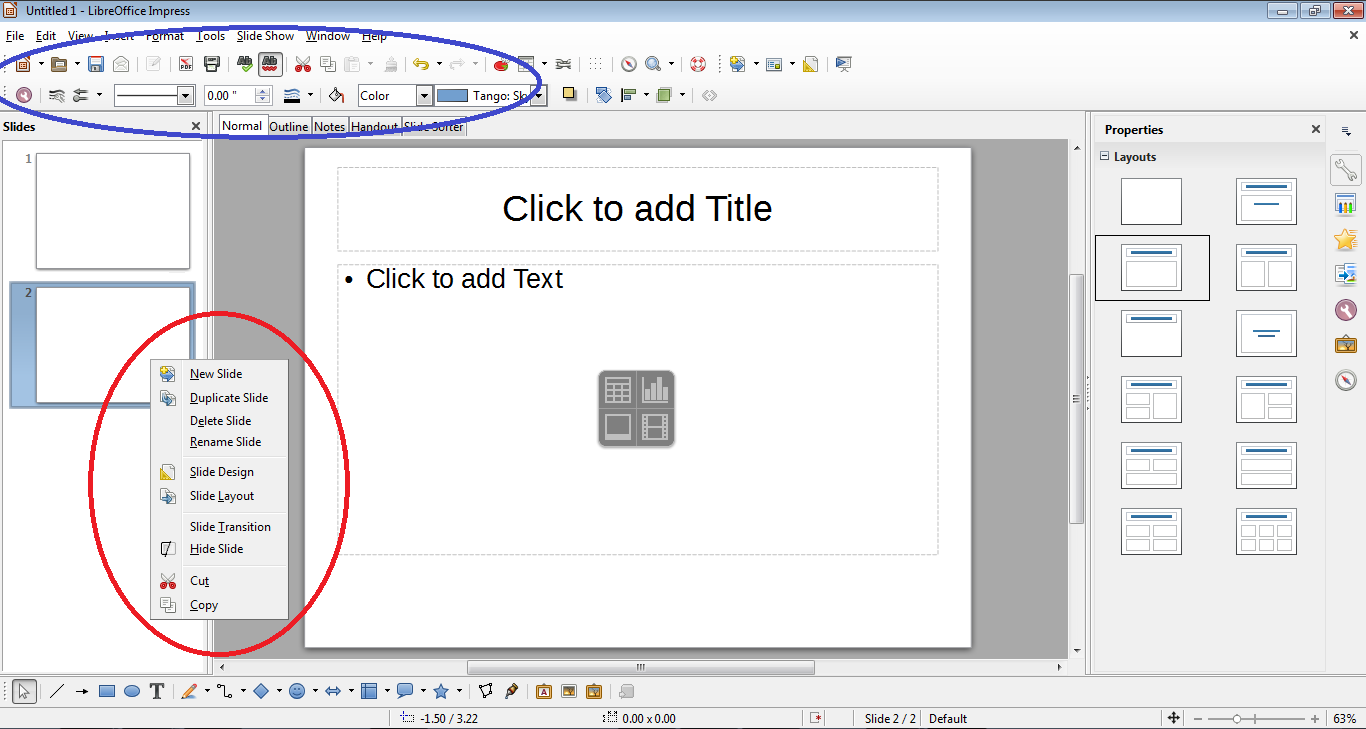 Untitled 1 - LibreOffice Impress
File Edit View Insert Format Tools Slide Show Window Help
0.00 " Color Tango: Sk
Slides
Normal Outline Notes Handout Slide Sorter
Properties
Layouts
1
Click to add Title
• Click to add Text
2
New Slide
Duplicate Slide
Delete Slide
Rename Slide
Slide Design
Slide Layout
Slide Transition
Hide Slide
Cut
Copy
-1.50 / 3.22 0.00 x 0.00 Slide 2 / 2 Default 63%